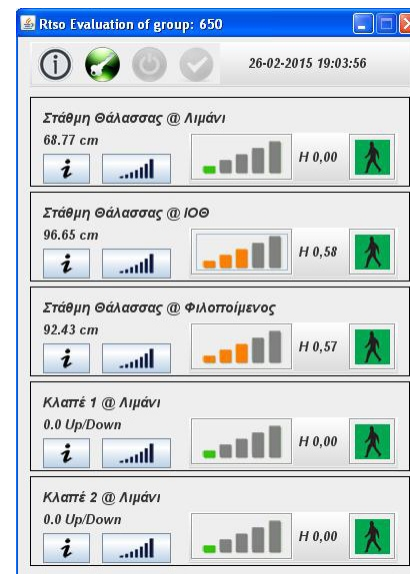 Rtso Evaluation of group: 650
26-02-2015 19:03:56
Στάθμη Θάλασσας @ Λιμάνι
68.77 cm
H 0,00
Στάθμη Θάλασσας @ ΙΟΘ
96.65 cm
H 0,58
Στάθμη Θάλασσας @ Φιλοποίμενος
92.43 cm
H 0,57
Κλαπέ 1 @ Λιμάνι
0.0 Up/Down
H 0,00
Κλαπέ 2 @ Λιμάνι
0.0 Up/Down
H 0,00